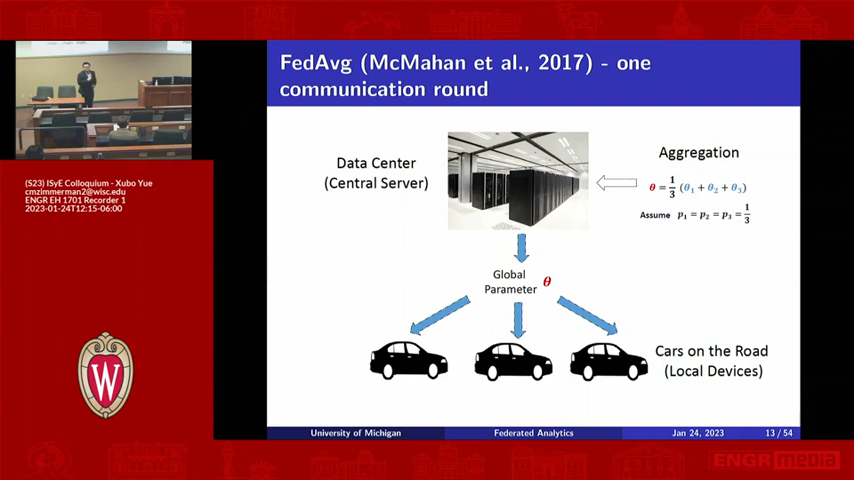 FedAvg (McMahan et al., 2017) - one
communication round
Data Center
(Central Server)
Aggregation
θ = 1/3 (θ1 + θ2 + θ3)
Assume p1 = p2 = p3 = 1/3
Global
Parameter θ
Cars on the Road
(Local Devices)
University of Michigan
Federated Analytics
Jan 24, 2023
13 / 54
(S23) ISyE Colloquium - Xubo Yue
cmzimmerman2@wisc.edu
ENGR EH 1701 Recorder 1
2023-01-24T12:15-06:00
W
ENGR media